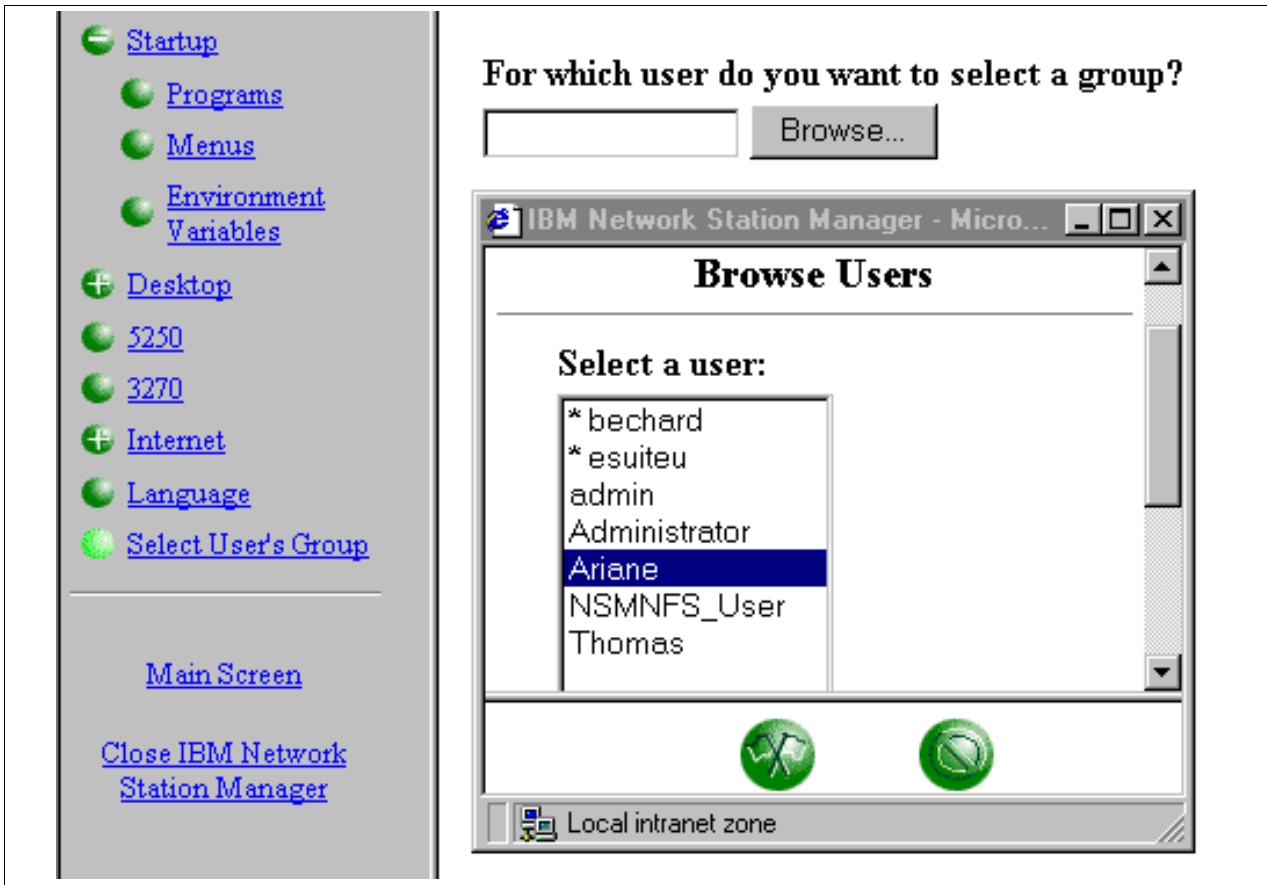 Startup
Programs
Menus
Environment
Variables
Desktop
5250
3270
Internet
Language
Select User's Group
Main Screen
Close IBM Network
Station Manager
For which user do you want to select a group?
Browse...
IBM Network Station Manager - Micro...
Browse Users
Select a user:
* bechard
* esuiteu
admin
Administrator
Ariane
NSMNFS_User
Thomas
Local intranet zone